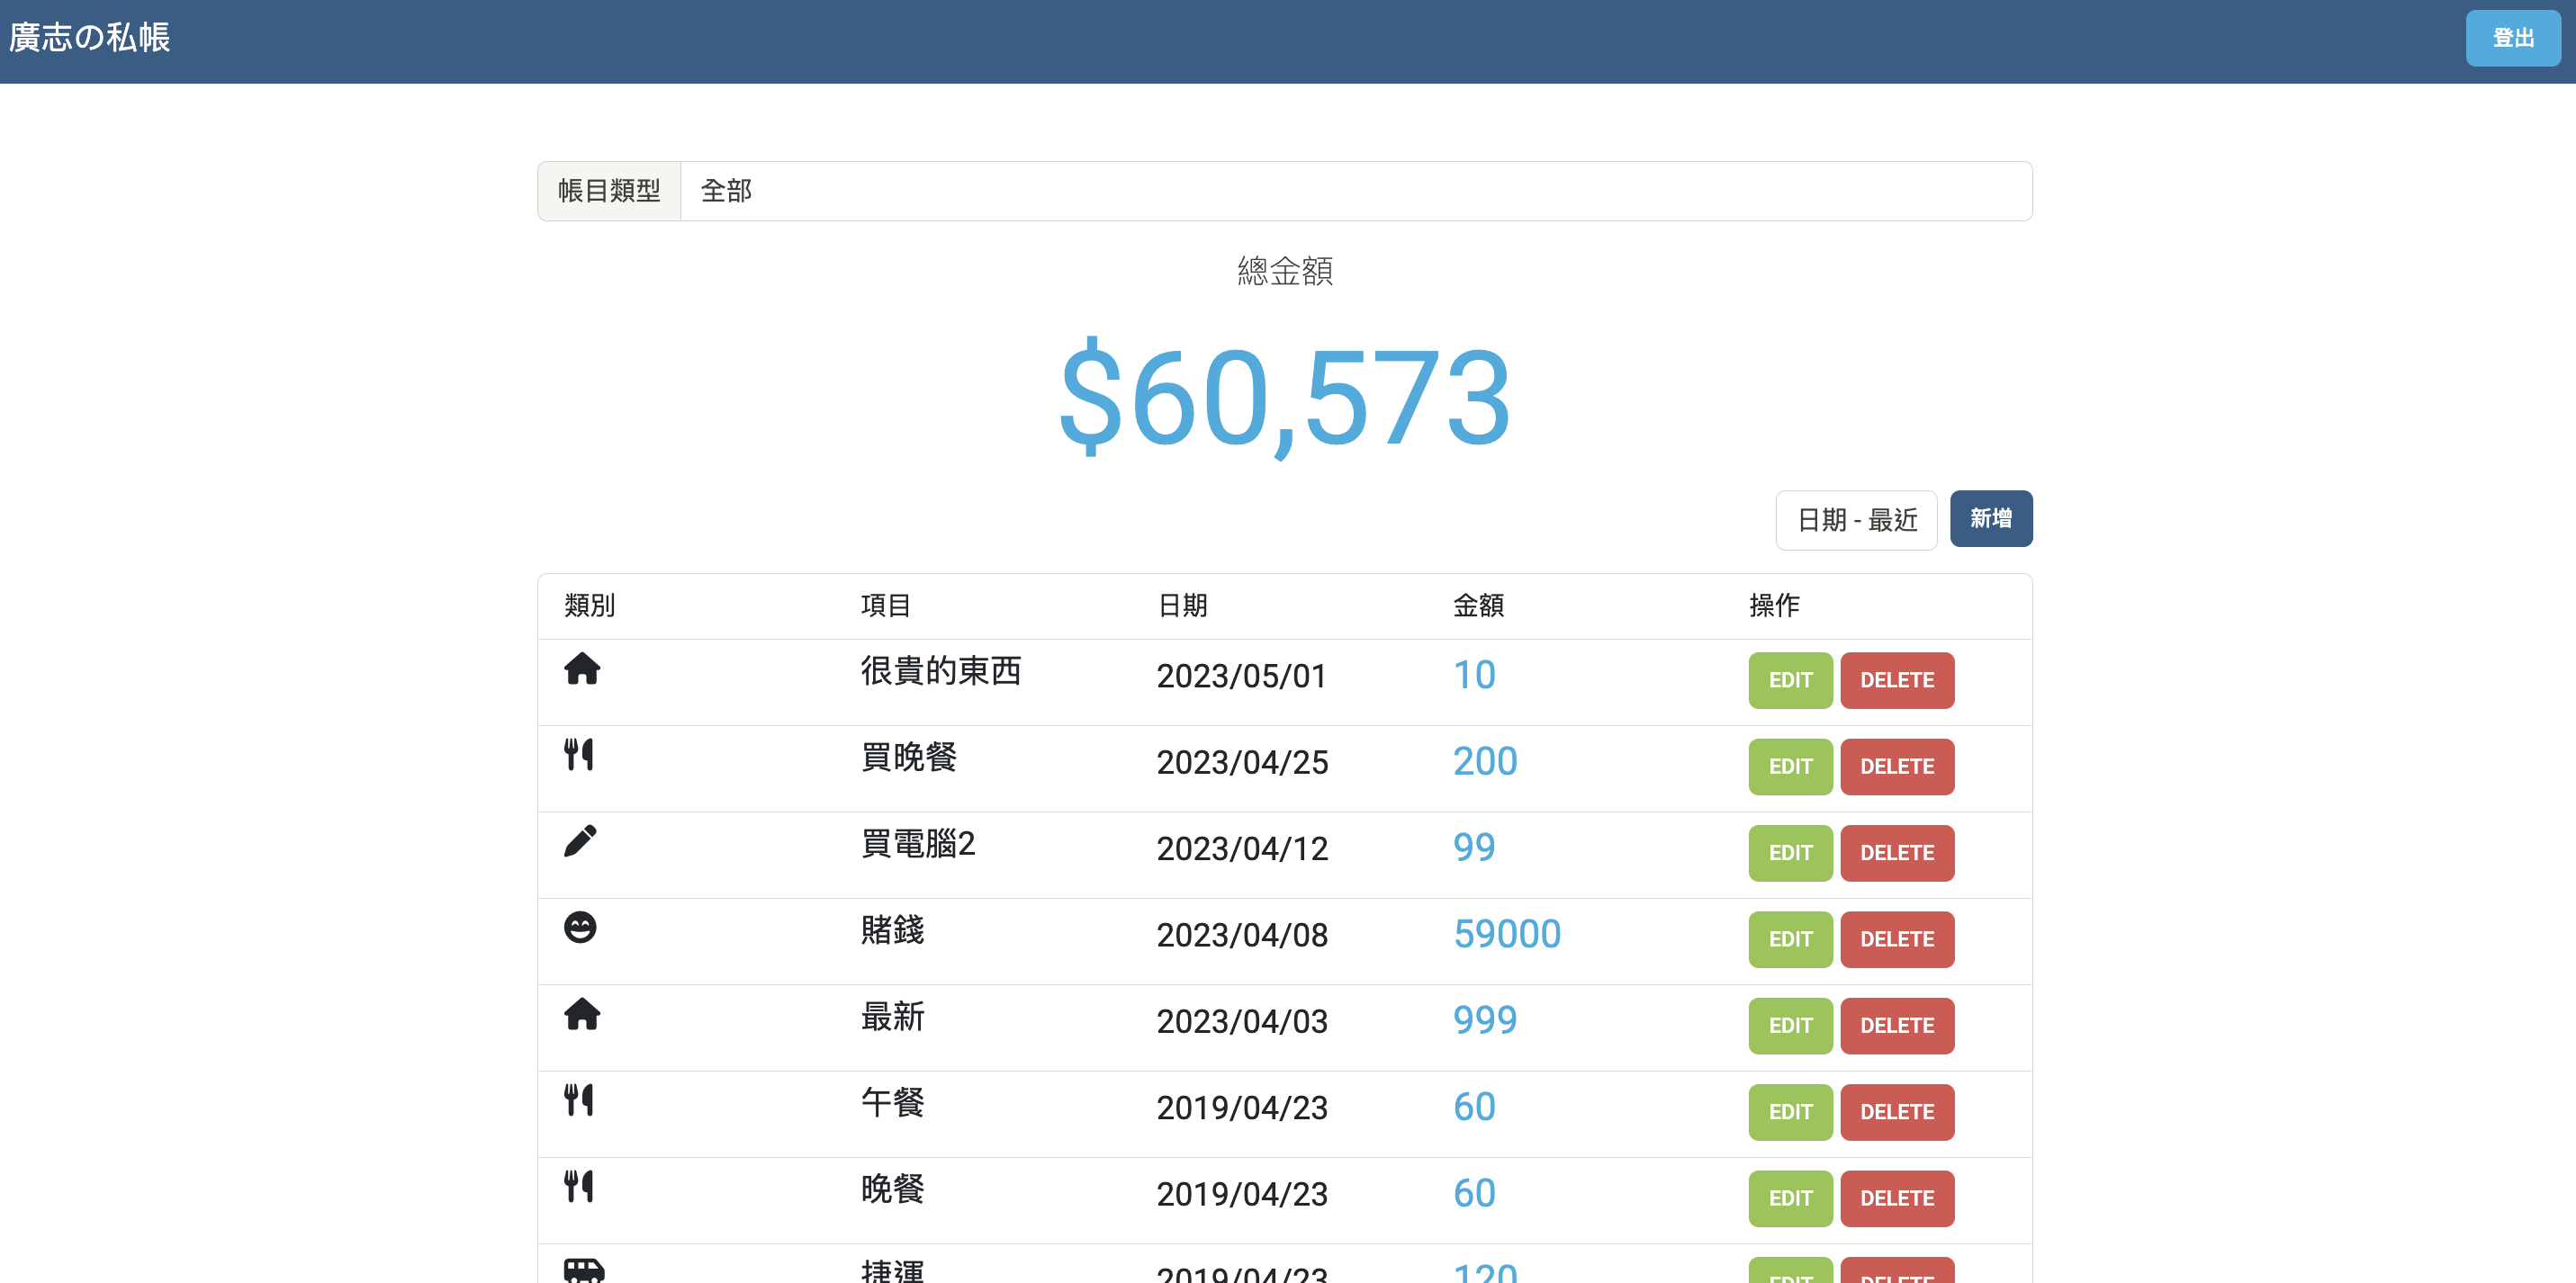 廣志の私帳 登出
帳目類型 全部
總金額
$60,573
日期 - 最近 新增
類別 項目 日期 金額 操作
很貴的東西 2023/05/01 10 EDIT DELETE
買晚餐 2023/04/25 200 EDIT DELETE
買電腦2 2023/04/12 99 EDIT DELETE
賭錢 2023/04/08 59000 EDIT DELETE
最新 2023/04/03 999 EDIT DELETE
午餐 2019/04/23 60 EDIT DELETE
晚餐 2019/04/23 60 EDIT DELETE
捷運 2019/04/23 120 EDIT DELETE